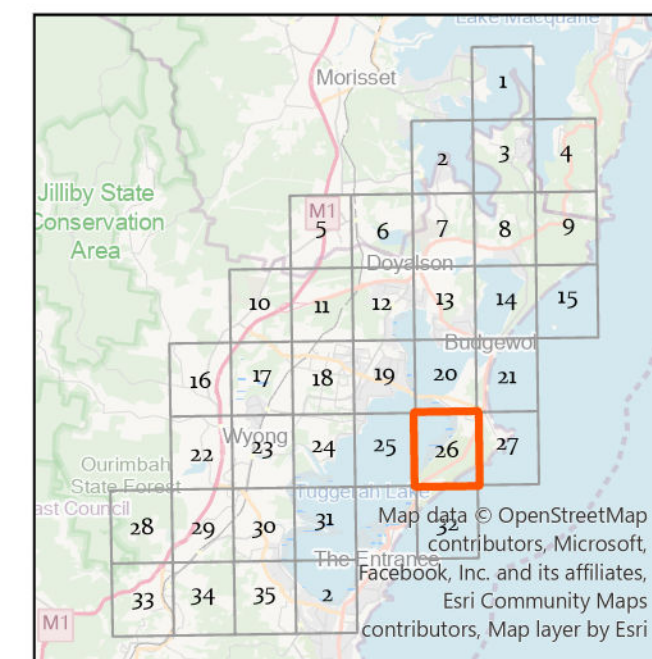 Lake Macquarie
Morisset
1
2
3
4
Jilliby State
Conservation
Area
M1
5
6
7
8
9
Doyalson
10
11
12
13
14
15
Budgewoi
16
17
18
19
20
21
22
Wyong
23
24
25
26
27
Ourimbah
State Forest
ast Council
Tuggerah Lake
28
29
30
31
32
Map data © OpenStreetMap
contributors, Microsoft,
The Entrance
Facebook, Inc. and its affiliates,
33
34
35
2
Esri Community Maps
M1
contributors, Map layer by Esri